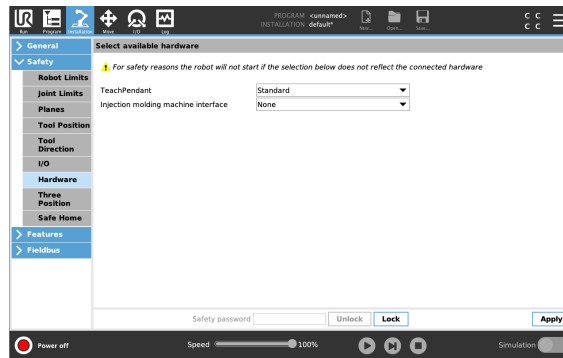 UR
PROGRAM <unnamed>
INSTALLATION default*
Run Program Installation Move I/O Log New... Open... Save...
C C
C C
General
Select available hardware
Safety
For safety reasons the robot will not start if the selection below does not reflect the connected hardware
Robot Limits
TeachPendant Standard
Joint Limits
Injection molding machine interface None
Planes
Tool Position
Tool
Direction
I/O
Hardware
Three
Position
Safe Home
Features
Fieldbus
Safety password Unlock Lock Apply
Power off Speed 100% Simulation